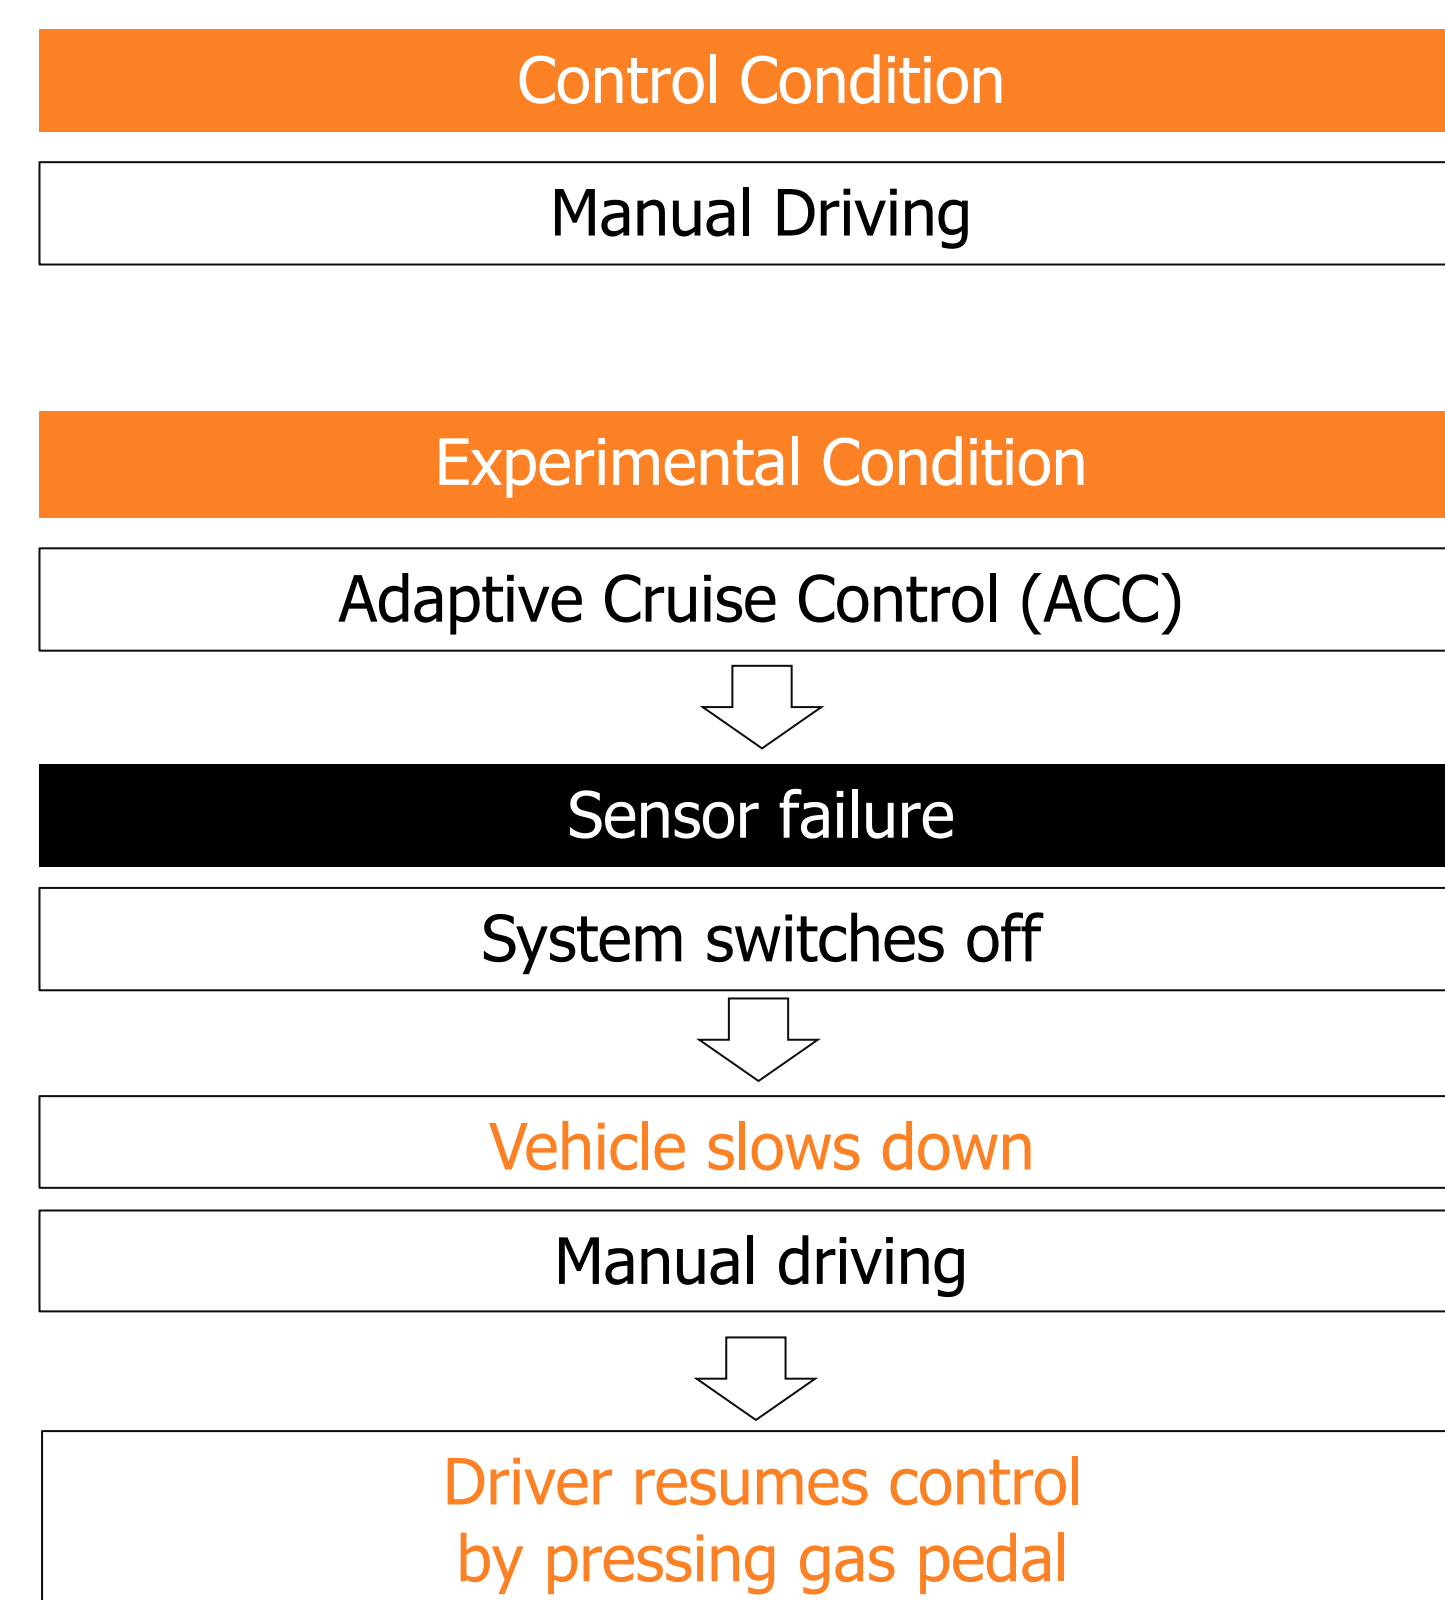 Control Condition
Manual Driving
Experimental Condition
Adaptive Cruise Control (ACC)
Sensor failure
System switches off
Vehicle slows down
Manual driving
Driver resumes control
by pressing gas pedal